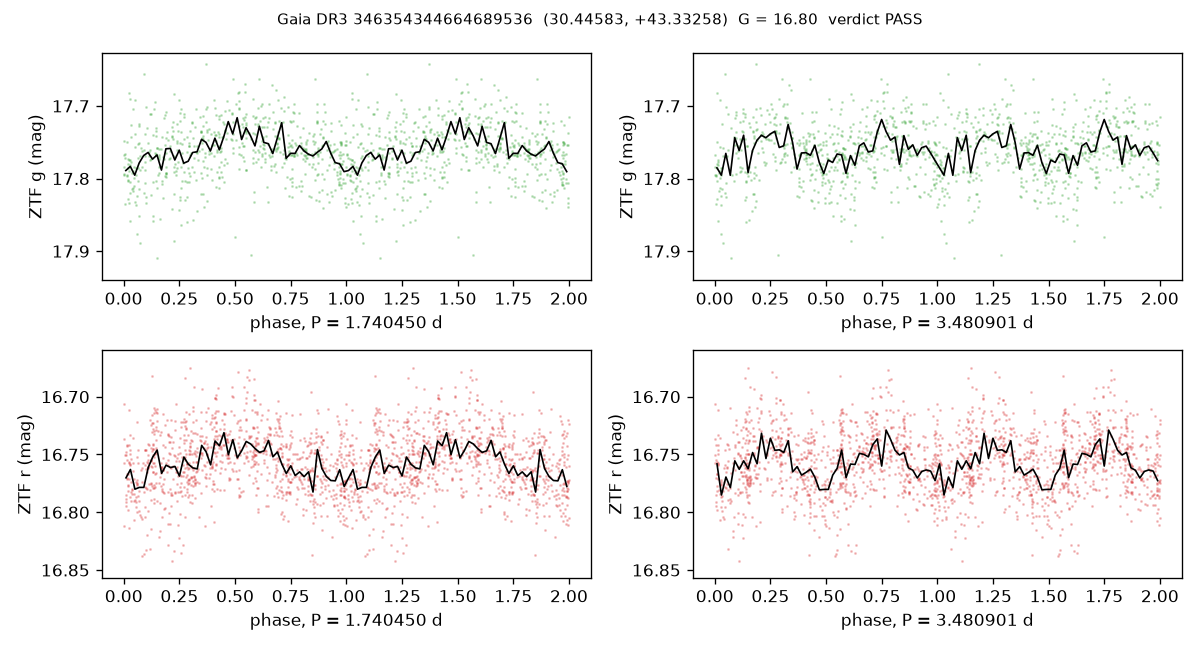 Gaia DR3 346354344664689536  (30.44583, +43.33258)  G = 16.80  verdict PASS
ZTF g (mag)
17.7
17.8
17.9
0.00 0.25 0.50 0.75 1.00 1.25 1.50 1.75 2.00
phase, P = 1.740450 d
ZTF g (mag)
17.7
17.8
17.9
0.00 0.25 0.50 0.75 1.00 1.25 1.50 1.75 2.00
phase, P = 3.480901 d
ZTF r (mag)
16.70
16.75
16.80
16.85
0.00 0.25 0.50 0.75 1.00 1.25 1.50 1.75 2.00
phase, P = 1.740450 d
ZTF r (mag)
16.70
16.75
16.80
16.85
0.00 0.25 0.50 0.75 1.00 1.25 1.50 1.75 2.00
phase, P = 3.480901 d